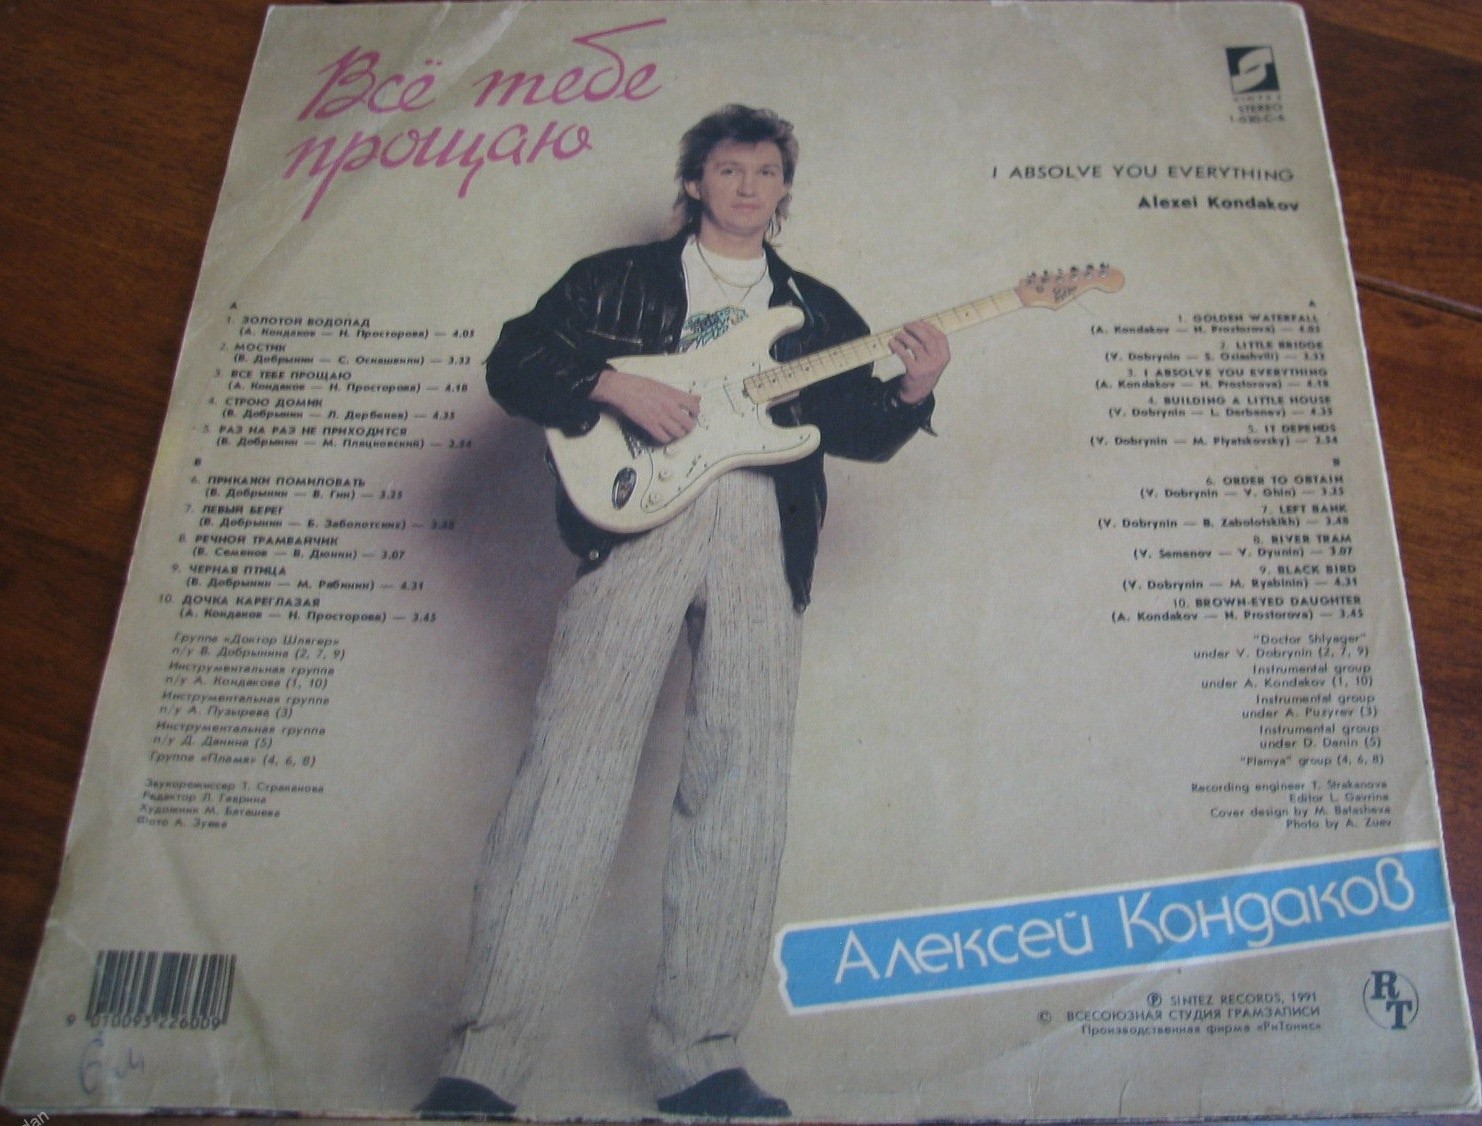 Всё тебе
прощаю
SINTEZ
STEREO
1-030-C-4
I ABSOLVE YOU EVERYTHING
Alexei Kondakov
A
1. ЗОЛОТОЙ ВОДОПАД
(А. Кондаков — Н. Просторова) — 4.05
2. МОСТИК
(В. Добрынин — С. Осиашвили) — 3.32
3. ВСЕ ТЕБЕ ПРОЩАЮ
(А. Кондаков — Н. Просторова) — 4.18
4. СТРОЮ ДОМИК
(В. Добрынин — Л. Дербенев) — 4.35
5. РАЗ НА РАЗ НЕ ПРИХОДИТСЯ
(В. Добрынин — М. Пляцковский) — 3.54
В
6. ПРИКАЖИ ПОМИЛОВАТЬ
(В. Добрынин — В. Гин) — 3.25
7. ЛЕВЫЙ БЕРЕГ
(В. Добрынин — Б. Заболотских) — 3.48
8. РЕЧНОЙ ТРАМВАЙЧИК
(В. Семенов — В. Дюнин) — 3.07
9. ЧЕРНАЯ ПТИЦА
(В. Добрынин — М. Рябинин) — 4.31
10. ДОЧКА КАРЕГЛАЗАЯ
(А. Кондаков — Н. Просторова) — 3.45
Группа «Доктор Шлягер»
п/у В. Добрынина (2, 7, 9)
Инструментальная группа
п/у А. Кондакова (1, 10)
Инструментальная группа
п/у А. Пузырева (3)
Инструментальная группа
п/у Д. Данина (5)
Группа «Пламя» (4, 6, 8)
Звукорежиссер Т. Страканова
Редактор Л. Гаврина
Художник М. Баташева
Фото А. Зуева
A
1. GOLDEN WATERFALL
(A. Kondakov — N. Prostorova) — 4.05
2. LITTLE BRIDGE
(V. Dobrynin — S. Osiashvili) — 3.32
3. I ABSOLVE YOU EVERYTHING
(A. Kondakov — N. Prostorova) — 4.18
4. BUILDING A LITTLE HOUSE
(V. Dobrynin — L. Derbenev) — 4.35
5. IT DEPENDS
(V. Dobrynin — M. Plyatskovsky) — 3.54
B
6. ORDER TO OBTAIN
(V. Dobrynin — V. Ghin) — 3.25
7. LEFT BANK
(V. Dobrynin — B. Zabolotskikh) — 3.48
8. RIVER TRAM
(V. Semenov — V. Dyunin) — 3.07
9. BLACK BIRD
(V. Dobrynin — M. Ryabinin) — 4.31
10. BROWN-EYED DAUGHTER
(A. Kondakov — N. Prostorova) — 3.45
"Doctor Shlyager"
under V. Dobrynin (2, 7, 9)
Instrumental group
under A. Kondakov (1, 10)
Instrumental group
under A. Puzyrev (3)
Instrumental group
under D. Danin (5)
"Plamya" group (4, 6, 8)
Recording engineer T. Strakanova
Editor L. Gavrina
Cover design by M. Batasheva
Photo by A. Zuev
Алексей Кондаков
Ⓟ SINTEZ RECORDS, 1991
© ВСЕСОЮЗНАЯ СТУДИЯ ГРАМЗАПИСИ
Производственная фирма «РиТонис»
RT
9 010093 226009